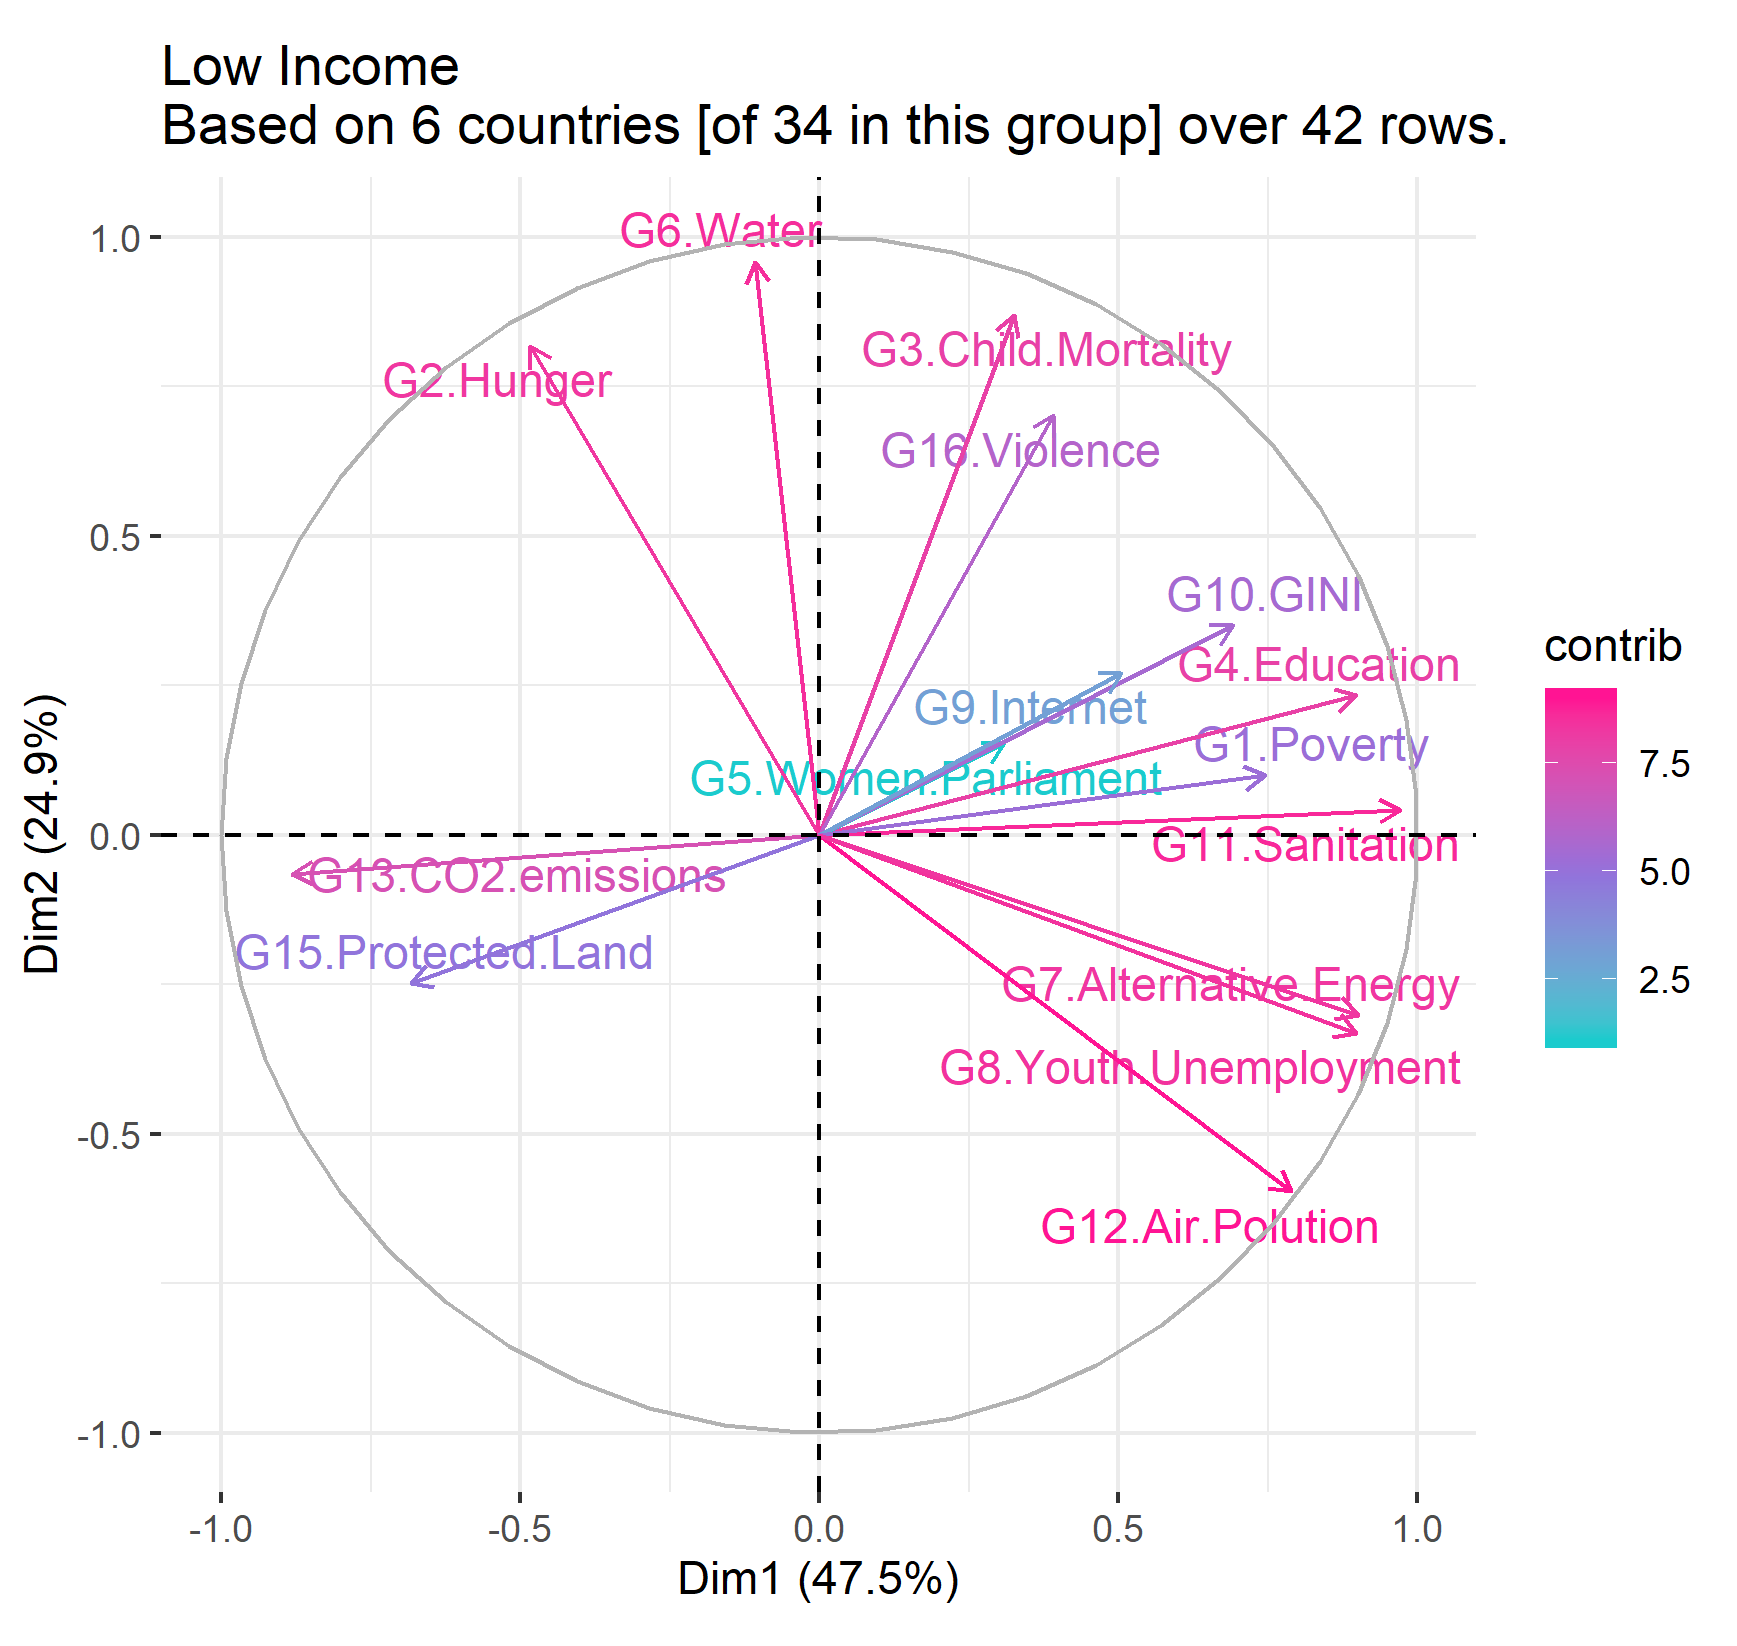 Low Income
Based on 6 countries [of 34 in this group] over 42 rows.
G6.Water
G3.Child.Mortality
G2.Hunger
G16.Violence
G10.GINI
G4.Education
G9.Internet
G1.Poverty
G5.Women.Parliament
G11.Sanitation
G13.CO2.emissions
G15.Protected.Land
G7.Alternative.Energy
G8.Youth.Unemployment
G12.Air.Polution
1.0
0.5
0.0
-0.5
-1.0
Dim2 (24.9%)
-1.0
-0.5
0.0
0.5
1.0
Dim1 (47.5%)
contrib
7.5
5.0
2.5